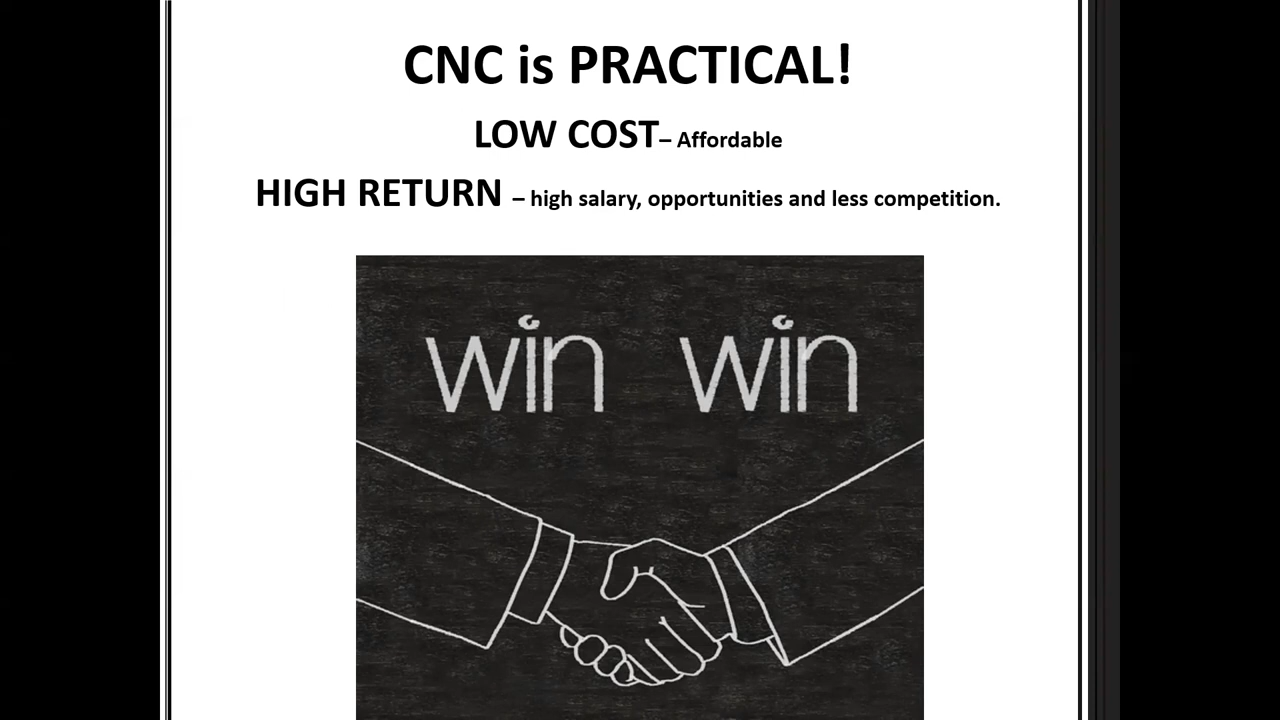 CNC is PRACTICAL!
LOW COST– Affordable
HIGH RETURN – high salary, opportunities and less competition.
win win